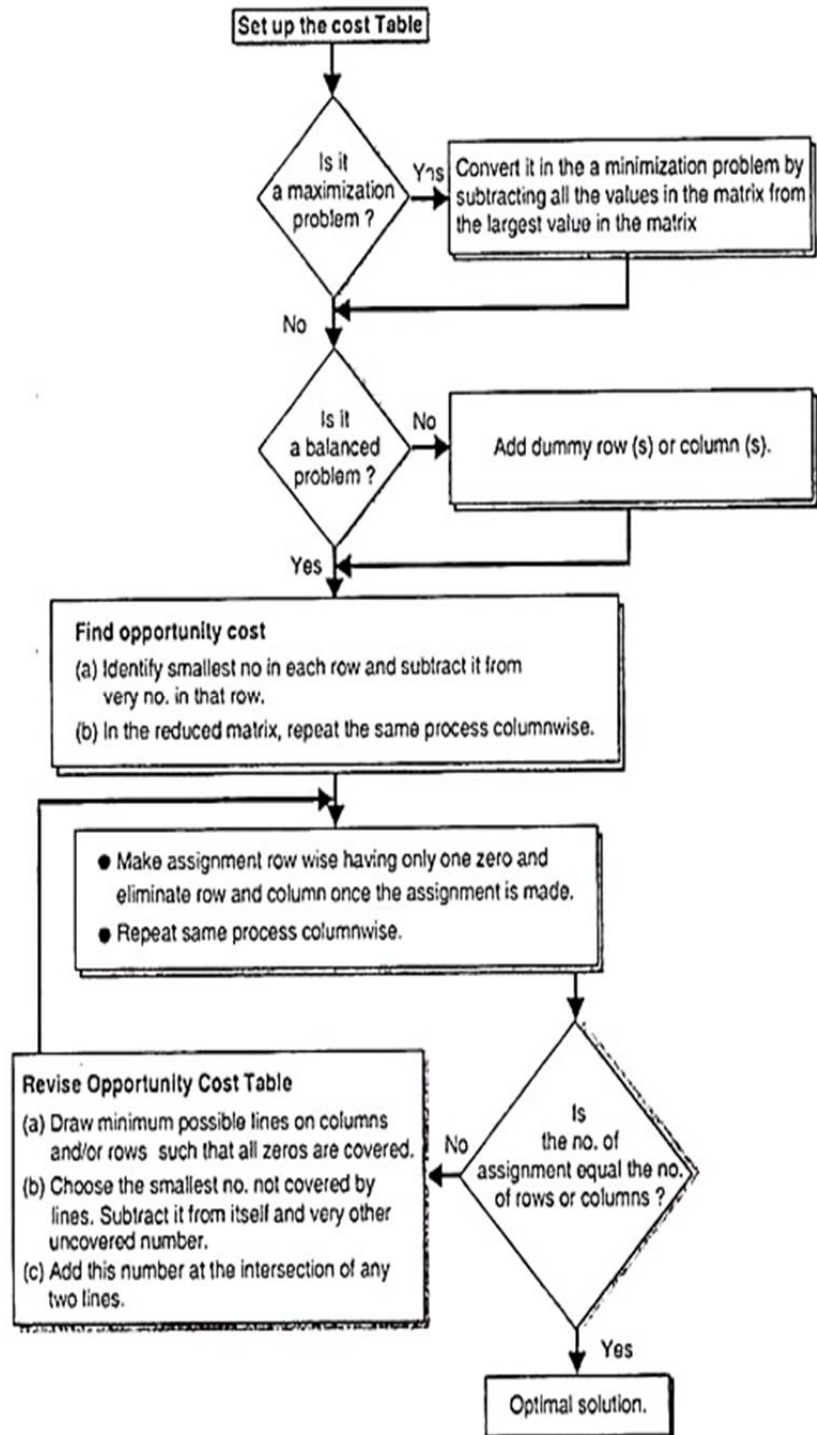 Set up the cost Table
Is it
a maximization
problem ?
Yes
Convert it in the a minimization problem by
subtracting all the values in the matrix from
the largest value in the matrix
No
Is it
a balanced
problem ?
No
Add dummy row (s) or column (s).
Yes
Find opportunity cost
(a) Identify smallest no in each row and subtract it from
very no. in that row.
(b) In the reduced matrix, repeat the same process columnwise.
● Make assignment row wise having only one zero and
eliminate row and column once the assignment is made.
● Repeat same process columnwise.
Is
the no. of
assignment equal the no.
of rows or columns ?
No
Revise Opportunity Cost Table
(a) Draw minimum possible lines on columns
and/or rows such that all zeros are covered.
(b) Choose the smallest no. not covered by
lines. Subtract it from itself and very other
uncovered number.
(c) Add this number at the intersection of any
two lines.
Yes
Optimal solution.